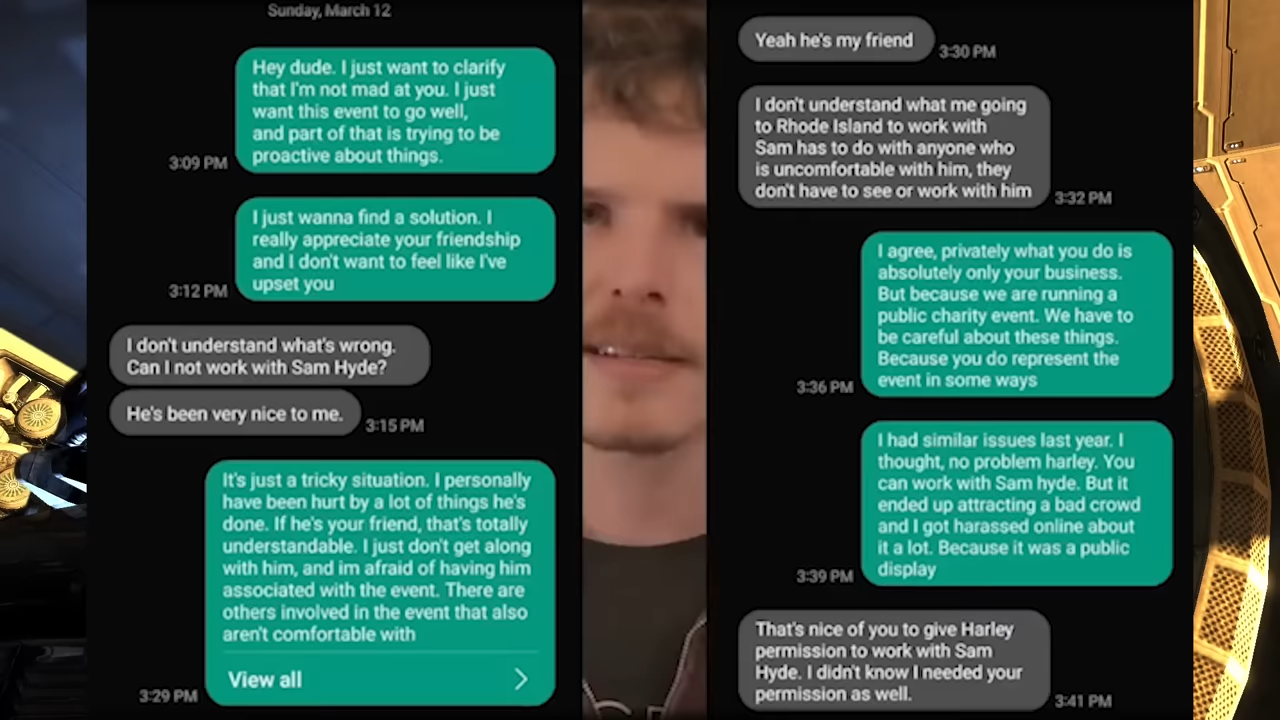 Sunday, March 12
Hey dude. I just want to clarify
that I'm not mad at you. I just
want this event to go well,
and part of that is trying to be
proactive about things.
3:09 PM
I just wanna find a solution. I
really appreciate your friendship
and I don't want to feel like I've
upset you
3:12 PM
I don't understand what's wrong.
Can I not work with Sam Hyde?
He's been very nice to me.
3:15 PM
It's just a tricky situation. I personally
have been hurt by a lot of things he's
done. If he's your friend, that's totally
understandable. I just don't get along
with him, and im afraid of having him
associated with the event. There are
others involved in the event that also
aren't comfortable with
View all
3:29 PM
Yeah he's my friend
3:30 PM
I don't understand what me going
to Rhode Island to work with
Sam has to do with anyone who
is uncomfortable with him, they
don't have to see or work with him
3:32 PM
I agree, privately what you do is
absolutely only your business.
But because we are running a
public charity event. We have to
be careful about these things.
Because you do represent the
event in some ways
3:36 PM
I had similar issues last year. I
thought, no problem harley. You
can work with Sam hyde. But it
ended up attracting a bad crowd
and I got harassed online about
it a lot. Because it was a public
display
3:39 PM
That's nice of you to give Harley
permission to work with Sam
Hyde. I didn't know I needed your
permission as well.
3:41 PM